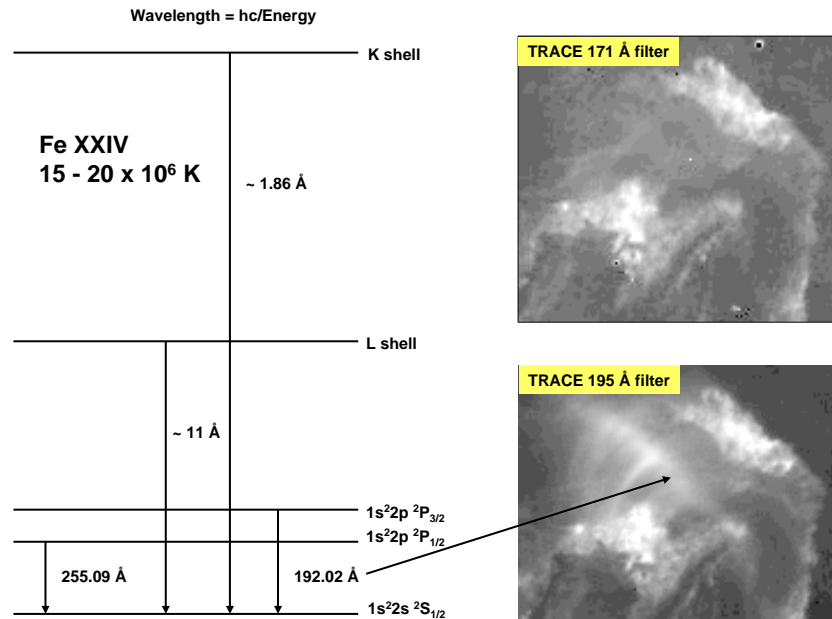 Wavelength = hc/Energy
K shell
TRACE 171 Å filter
Fe XXIV
15 - 20 x 10⁶ K
~ 1.86 Å
L shell
TRACE 195 Å filter
~ 11 Å
1s²2p ²P₃/₂
1s²2p ²P₁/₂
255.09 Å
192.02 Å
1s²2s ²S₁/₂